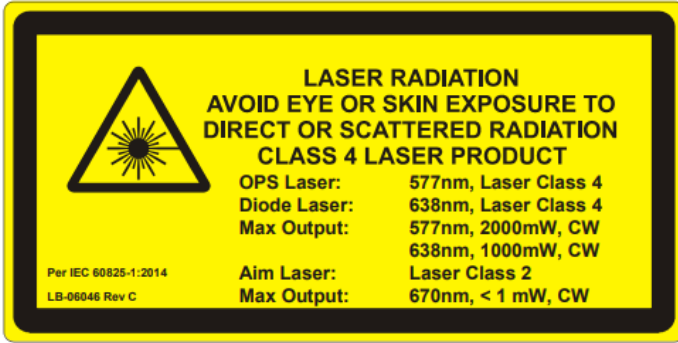 LASER RADIATION
AVOID EYE OR SKIN EXPOSURE TO
DIRECT OR SCATTERED RADIATION
CLASS 4 LASER PRODUCT
OPS Laser: 577nm, Laser Class 4
Diode Laser: 638nm, Laser Class 4
Max Output: 577nm, 2000mW, CW
638nm, 1000mW, CW
Per IEC 60825-1:2014
Aim Laser: Laser Class 2
LB-06046 Rev C
Max Output: 670nm, < 1 mW, CW